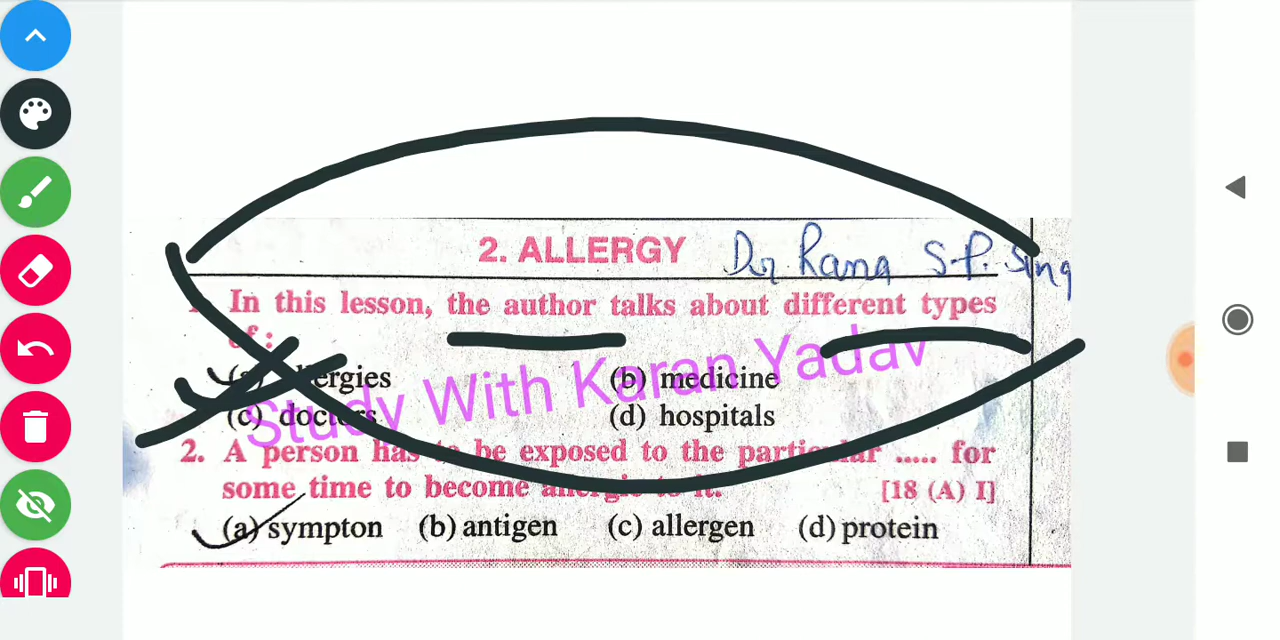 2. ALLERGY Dr Rana S.P. Sing
In this lesson, the author talks about different types
of :
(a) allergies (b) medicine
(c) doctors (d) hospitals
Study With Karan Yadav
2. A person has to be exposed to the particular ..... for
some time to become allergic to it. [18 (A) I]
(a) sympton (b) antigen (c) allergen (d) protein